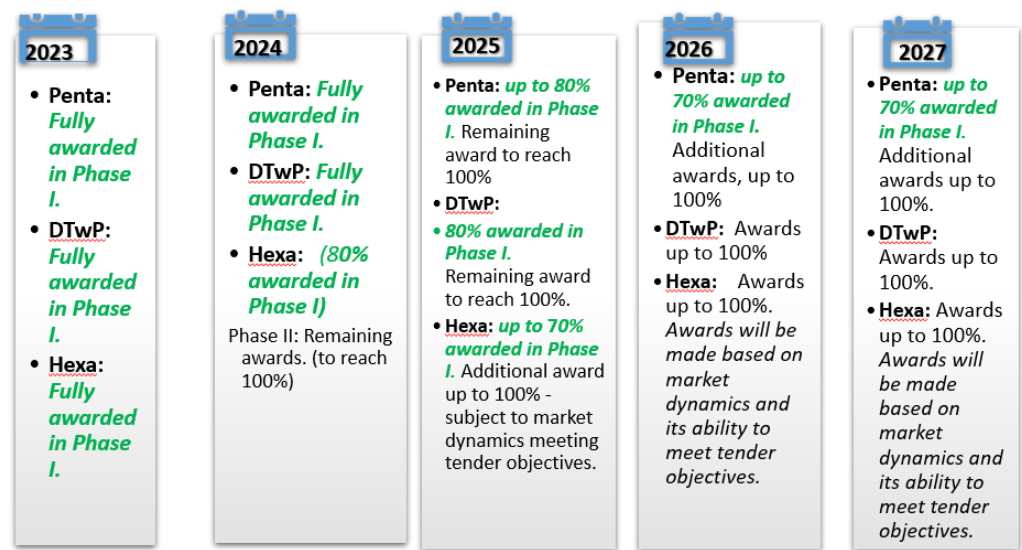 2023
• Penta:
Fully
awarded
in Phase
I.
• DTwP:
Fully
awarded
in Phase
I.
• Hexa:
Fully
awarded
in Phase
I.
2024
• Penta: Fully
awarded in
Phase I.
• DTwP: Fully
awarded in
Phase I.
• Hexa: (80%
awarded in
Phase I)
Phase II: Remaining
awards. (to reach
100%)
2025
• Penta: up to 80%
awarded in Phase
I. Remaining
award to reach
100%
• DTwP:
• 80% awarded in
Phase I.
Remaining award
to reach 100%.
• Hexa: up to 70%
awarded in Phase
I. Additional award
up to 100% -
subject to market
dynamics meeting
tender objectives.
2026
• Penta: up to
70% awarded
in Phase I.
Additional
awards, up to
100%
• DTwP: Awards
up to 100%
• Hexa: Awards
up to 100%.
Awards will be
made based on
market
dynamics and
its ability to
meet tender
objectives.
2027
• Penta: up to
70% awarded
in Phase I.
Additional
awards up to
100%.
• DTwP:
Awards up to
100%.
• Hexa: Awards
up to 100%.
Awards will
be made
based on
market
dynamics and
its ability to
meet tender
objectives.